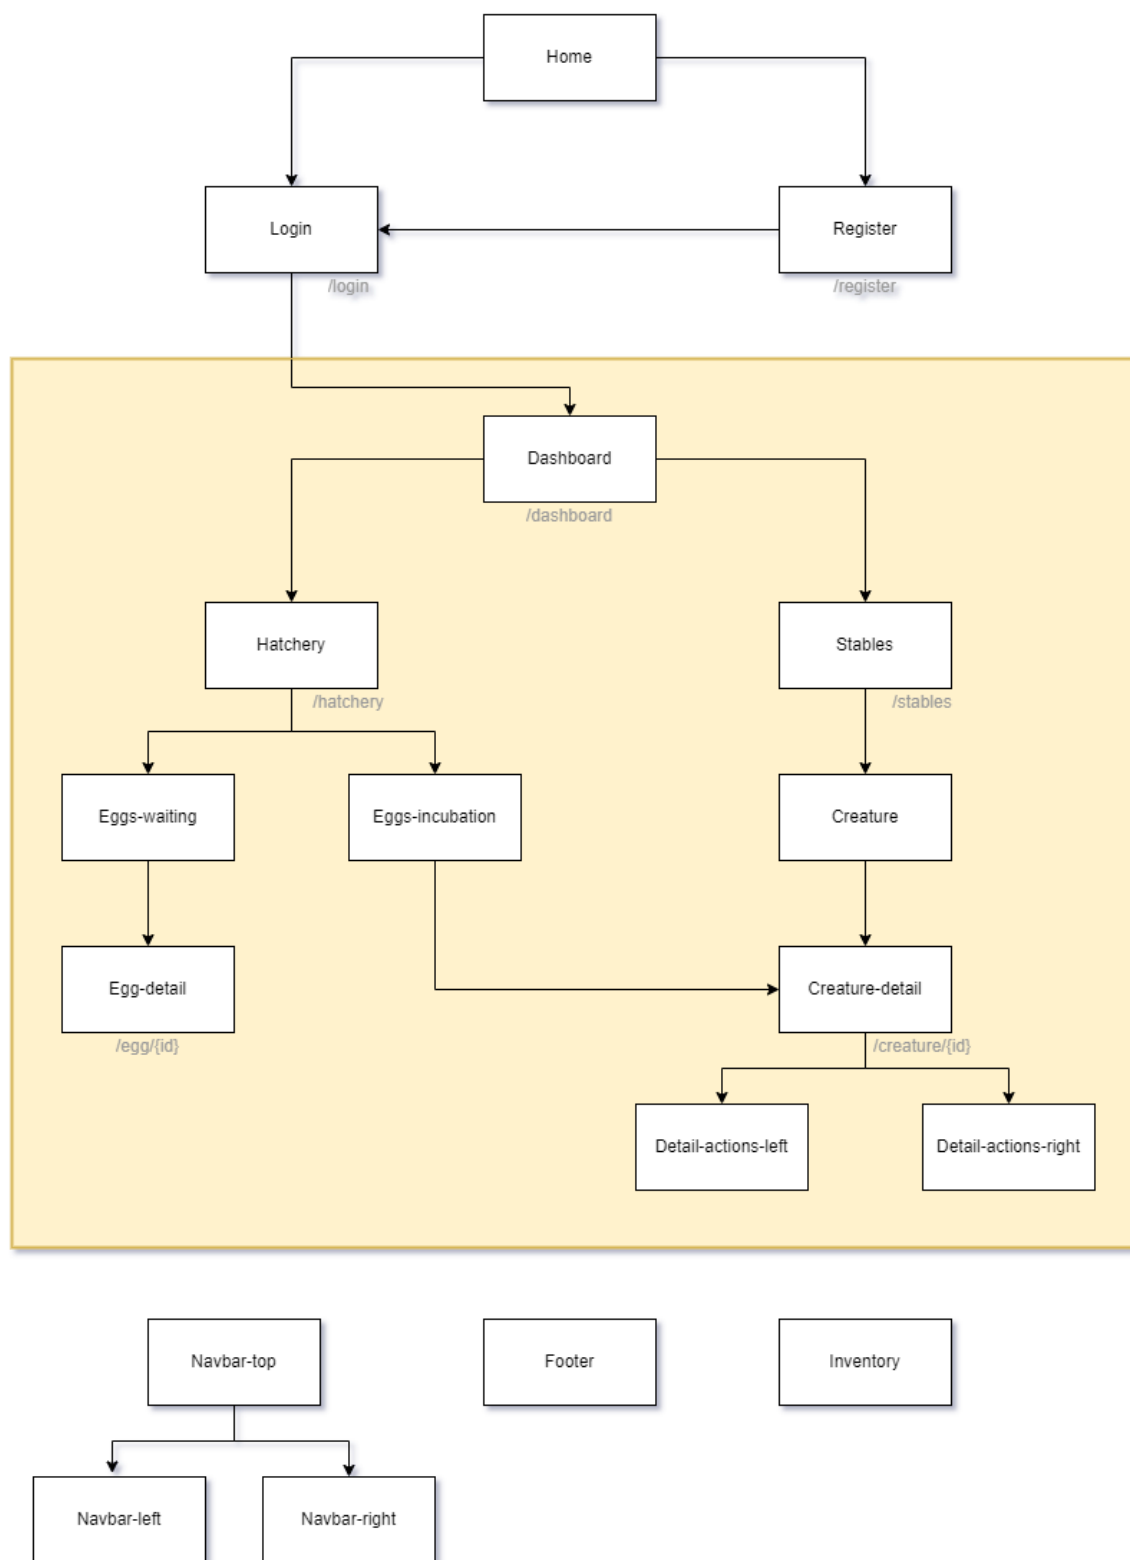 Home
Login
Register
/login
/register
Dashboard
/dashboard
Hatchery
Stables
/hatchery
/stables
Eggs-waiting
Eggs-incubation
Creature
Egg-detail
Creature-detail
/egg/{id}
/creature/{id}
Detail-actions-left
Detail-actions-right
Navbar-top
Footer
Inventory
Navbar-left
Navbar-right